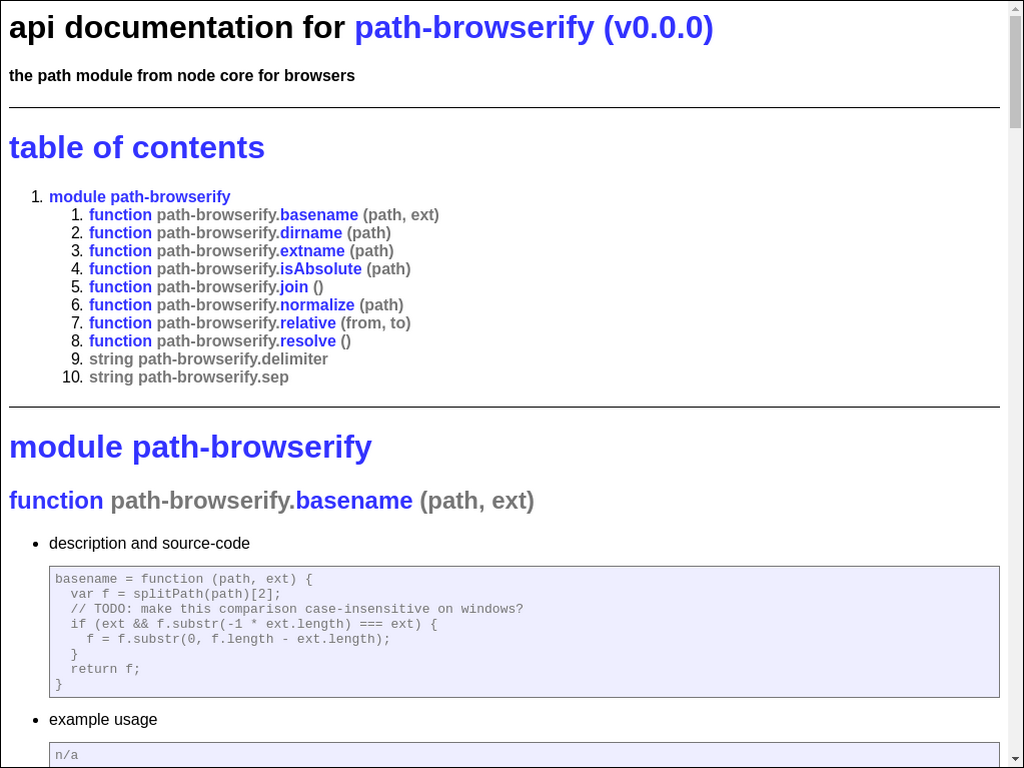 api documentation for path-browserify (v0.0.0)
the path module from node core for browsers
table of contents
1. module path-browserify
1. function path-browserify.basename (path, ext)
2. function path-browserify.dirname (path)
3. function path-browserify.extname (path)
4. function path-browserify.isAbsolute (path)
5. function path-browserify.join ()
6. function path-browserify.normalize (path)
7. function path-browserify.relative (from, to)
8. function path-browserify.resolve ()
9. string path-browserify.delimiter
10. string path-browserify.sep
module path-browserify
function path-browserify.basename (path, ext)
• description and source-code
basename = function (path, ext) {
  var f = splitPath(path)[2];
  // TODO: make this comparison case-insensitive on windows?
  if (ext && f.substr(-1 * ext.length) === ext) {
    f = f.substr(0, f.length - ext.length);
  }
  return f;
}
• example usage
n/a